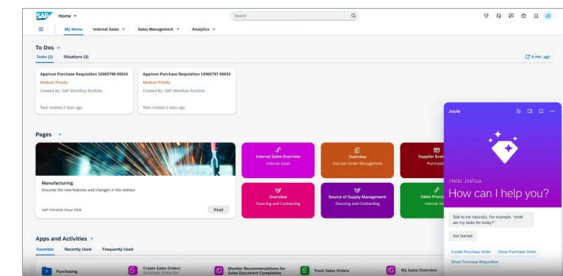 SAP Home
Search
My Home Internal Sales Sales Management Analytics
To Dos
Tasks (2) Situations (3)
6 min. ago
Approve Purchase Requisition 10065798 00010
Medium Priority
Created By: SAP Workflow Runtime
Task created 2 days ago
Approve Purchase Requisition 10065797 00010
Medium Priority
Created By: SAP Workflow Runtime
Task created 2 days ago
Pages
Manufacturing
Discover the new features and changes in this release
SAP S/4HANA Cloud 2308
Read
Internal Sales Overview
Internal Sales
Overview
Solution Order Management
Supplier Eval
Purchasi
Overview
Sourcing and Contracting
Source of Supply Management
Sourcing and Contracting
Sales Proce
Internal Sa
Apps and Activities
Favorites Recently Used Frequently Used
Purchasing
Create Sales Orders
Automatic Extraction
Monitor Recommendations for
Sales Document Completion
Track Sales Orders
My Sales Overview
Joule
Hello Joshua,
How can I help you?
Talk to me naturally. For example, "what
are my tasks for today?"
Get started
Create Purchase Order Show Purchase Order
Show Purchase Requisition